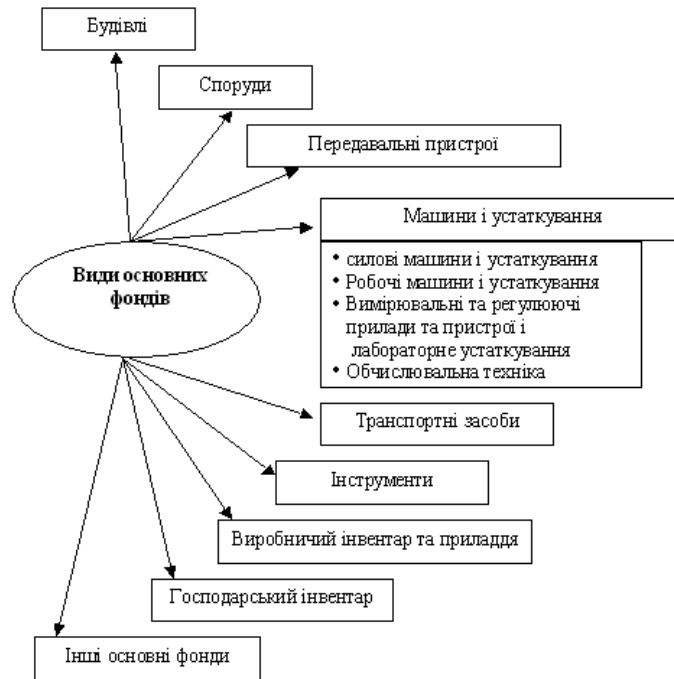 Будівлі
Споруди
Передавальні пристрої
Машини і устаткування
Види основних
фондів
• силові машини і устаткування
• Робочі машини і устаткування
• Вимірювальні та регулюючі
прилади та пристрої і
лабораторне устаткування
• Обчислювальна техніка
Транспортні засоби
Інструменти
Виробничий інвентар та приладдя
Господарський інвентар
Інші основні фонди